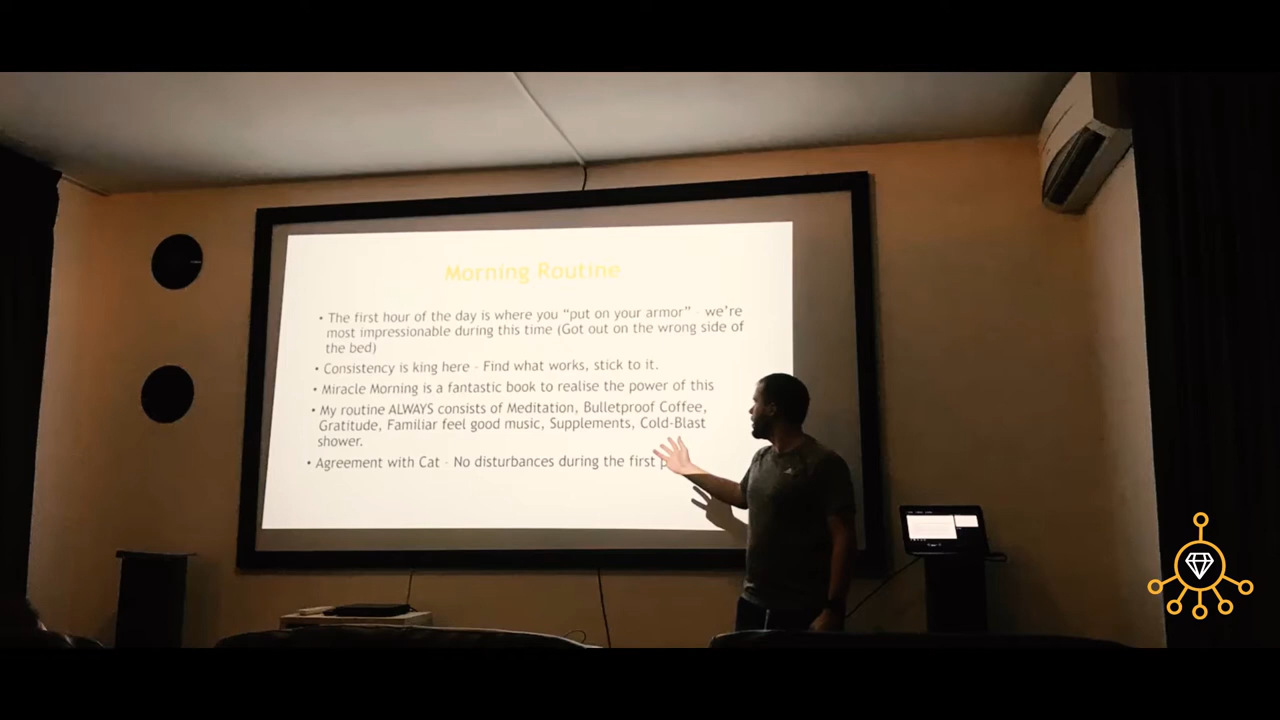 Morning Routine
• The first hour of the day is where you “put on your armor” - we’re
most impressionable during this time (Got out on the wrong side of
the bed)
• Consistency is king here - Find what works, stick to it.
• Miracle Morning is a fantastic book to realise the power of this
• My routine ALWAYS consists of Meditation, Bulletproof Coffee,
Gratitude, Familiar feel good music, Supplements, Cold-Blast
shower.
• Agreement with Cat - No disturbances during the first